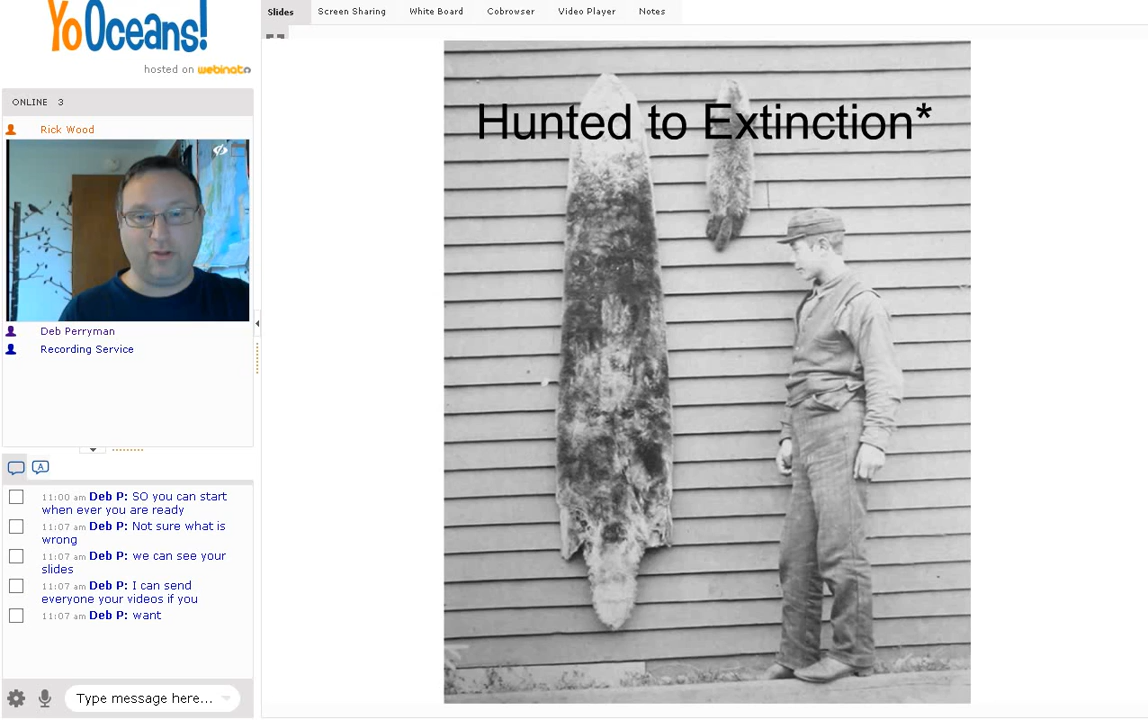 YoOceans!
hosted on webinato
ONLINE 3
Rick Wood
Deb Perryman
Recording Service
11:00 am Deb P: SO you can start
when ever you are ready
11:07 am Deb P: Not sure what is
wrong
11:07 am Deb P: we can see your
slides
11:07 am Deb P: I can send
everyone your videos if you
11:07 am Deb P: want
Type message here...
Slides Screen Sharing White Board Cobrowser Video Player Notes
Hunted to Extinction*